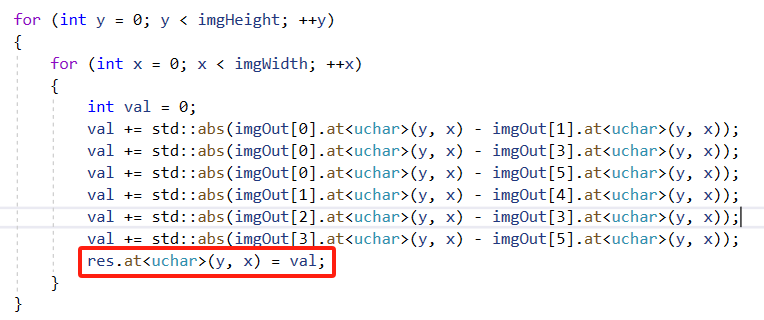 for (int y = 0; y < imgHeight; ++y)
{
for (int x = 0; x < imgWidth; ++x)
{
int val = 0;
val += std::abs(imgOut[0].at<uchar>(y, x) - imgOut[1].at<uchar>(y, x));
val += std::abs(imgOut[0].at<uchar>(y, x) - imgOut[3].at<uchar>(y, x));
val += std::abs(imgOut[0].at<uchar>(y, x) - imgOut[5].at<uchar>(y, x));
val += std::abs(imgOut[1].at<uchar>(y, x) - imgOut[4].at<uchar>(y, x));
val += std::abs(imgOut[2].at<uchar>(y, x) - imgOut[3].at<uchar>(y, x));
val += std::abs(imgOut[3].at<uchar>(y, x) - imgOut[5].at<uchar>(y, x));
res.at<uchar>(y, x) = val;
}
}